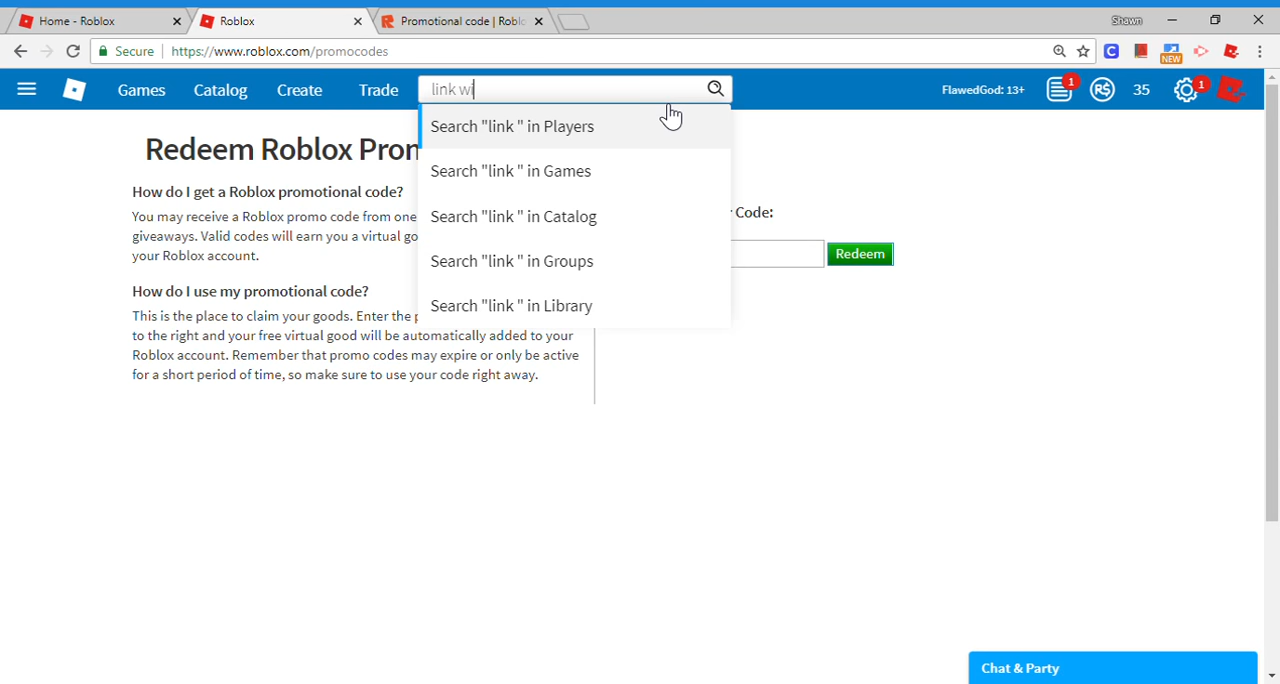 Home - Roblox
Roblox
Promotional code | Robl
Shawn
Secure
https://www.roblox.com/promocodes
NEW
Games
Catalog
Create
Trade
link wi
FlawedGod: 13+
1
R$
35
1
Search "link " in Players
Search "link " in Games
Search "link " in Catalog
Search "link " in Groups
Search "link " in Library
Redeem Roblox Pron
How do I get a Roblox promotional code?
You may receive a Roblox promo code from one
giveaways. Valid codes will earn you a virtual go
your Roblox account.
How do I use my promotional code?
This is the place to claim your goods. Enter the
to the right and your free virtual good will be automatically added to your
Roblox account. Remember that promo codes may expire or only be active
for a short period of time, so make sure to use your code right away.
Code:
Redeem
Chat & Party